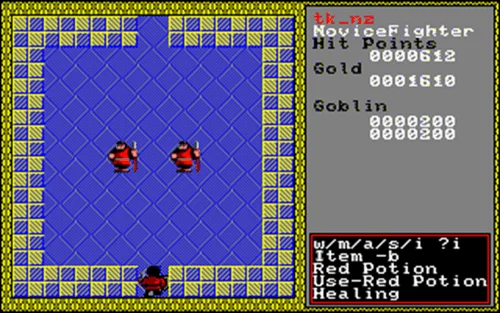 tk_nz
NoviceFighter
Hit Points
0000612
Gold
0001610
Goblin
0000200
0000200
w/m/a/s/i ?i
Item -b
Red Potion
Use-Red Potion
Healing